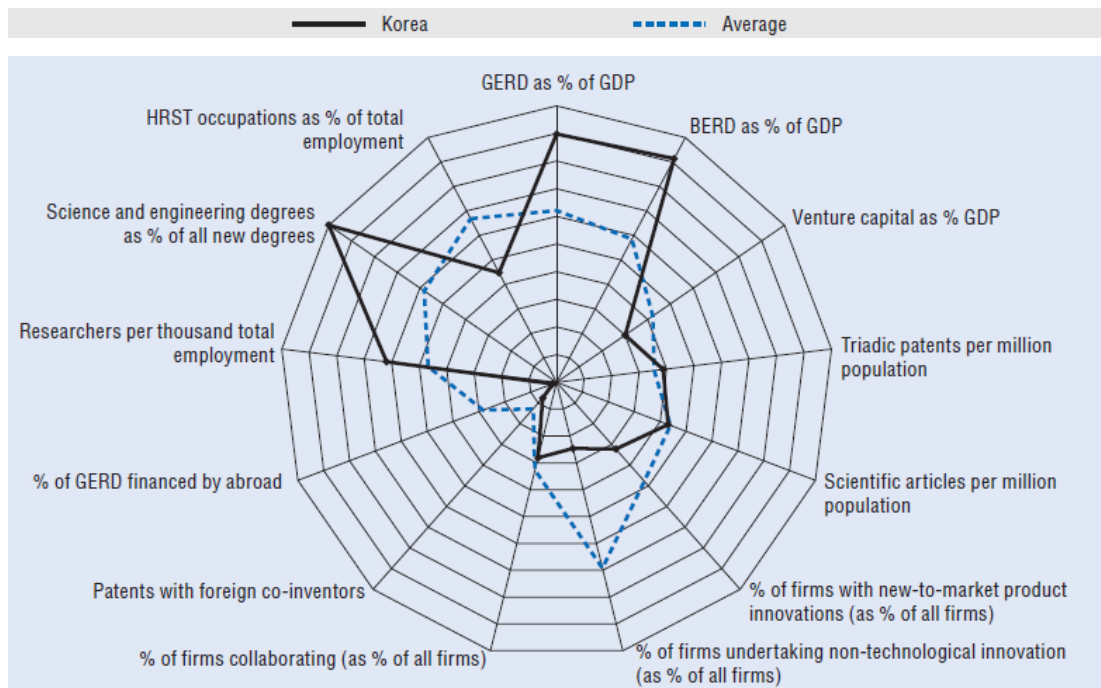 Korea
Average
GERD as % of GDP
HRST occupations as % of total
employment
BERD as % of GDP
Science and engineering degrees
as % of all new degrees
Venture capital as % GDP
Researchers per thousand total
employment
Triadic patents per million
population
% of GERD financed by abroad
Scientific articles per million
population
Patents with foreign co-inventors
% of firms with new-to-market product
innovations (as % of all firms)
% of firms collaborating (as % of all firms)
% of firms undertaking non-technological innovation
(as % of all firms)